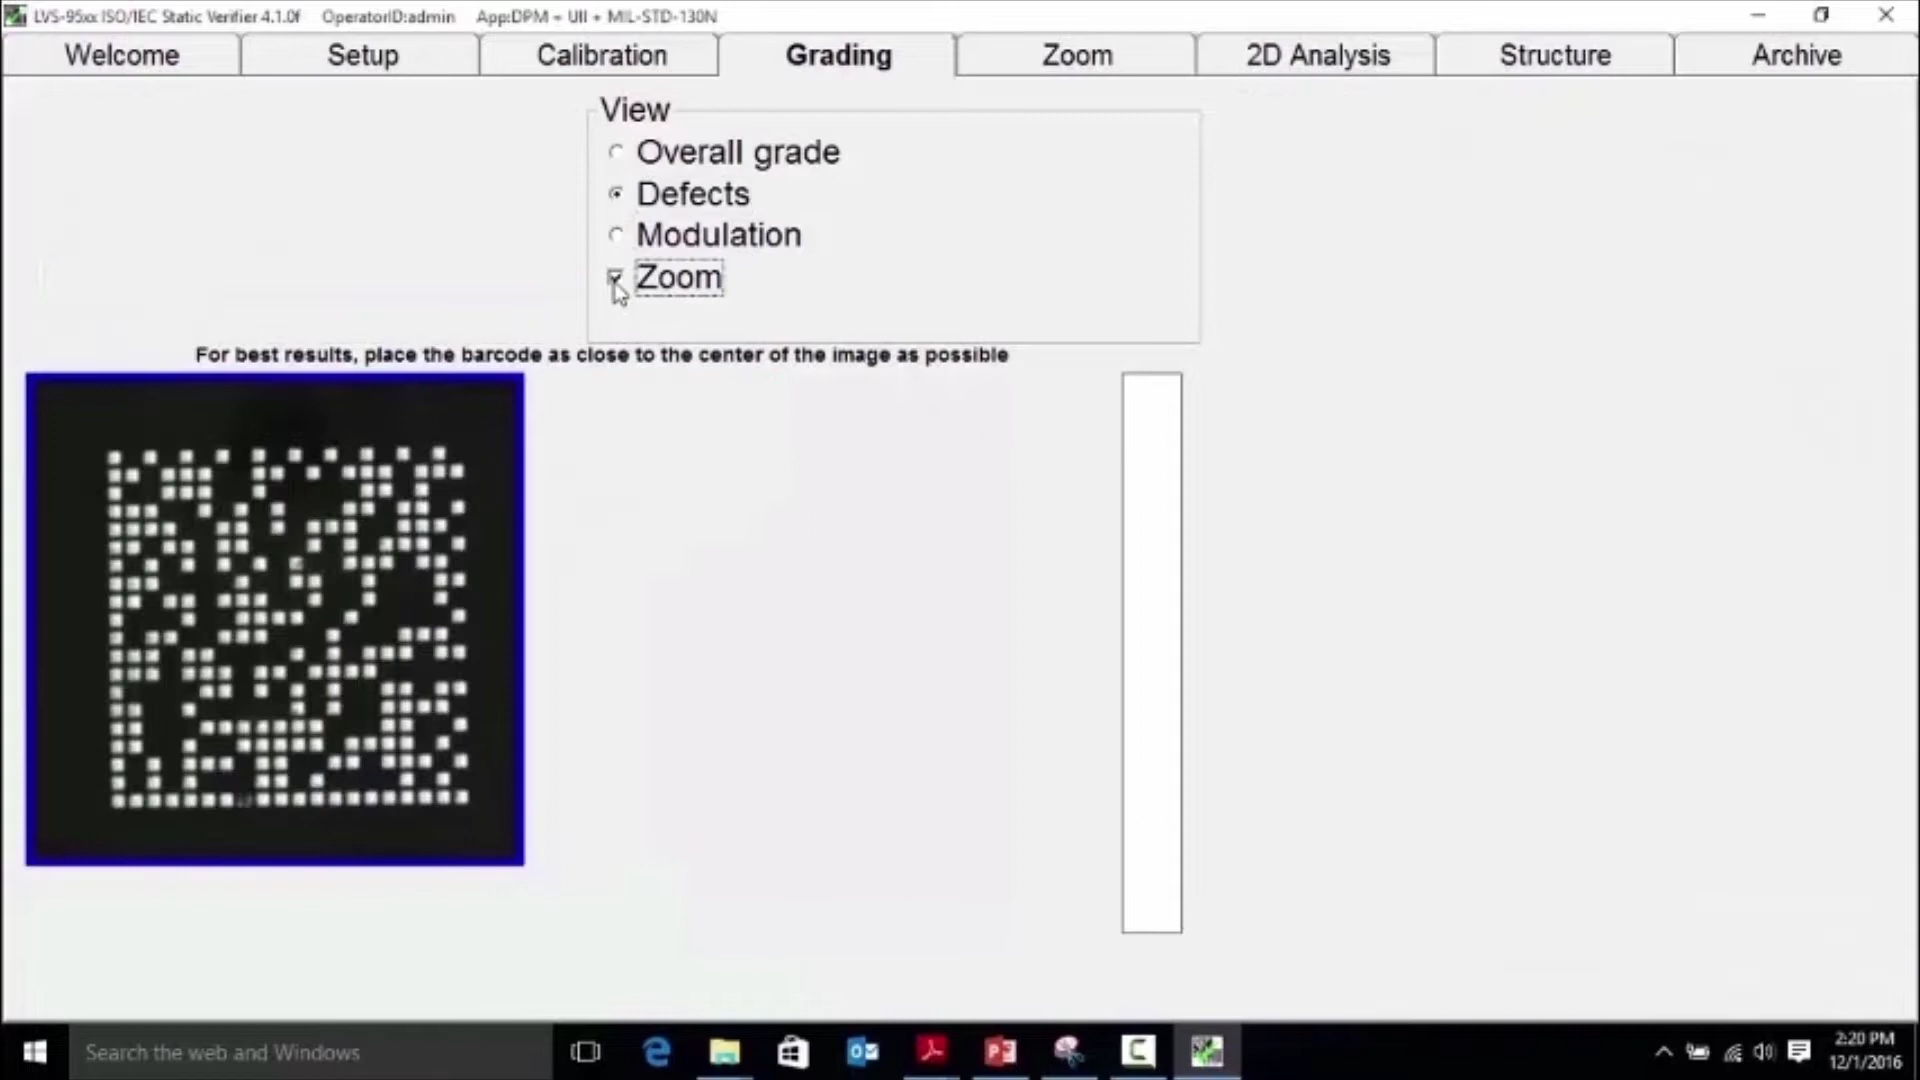 LVS-95xx ISO/IEC Static Verifier 4.1.0f OperatorID:admin App:DPM + UII + MIL-STD-130N
Welcome Setup Calibration Grading Zoom 2D Analysis Structure Archive
View
Overall grade
Defects
Modulation
Zoom
For best results, place the barcode as close to the center of the image as possible
Search the web and Windows
2:20 PM
12/1/2016